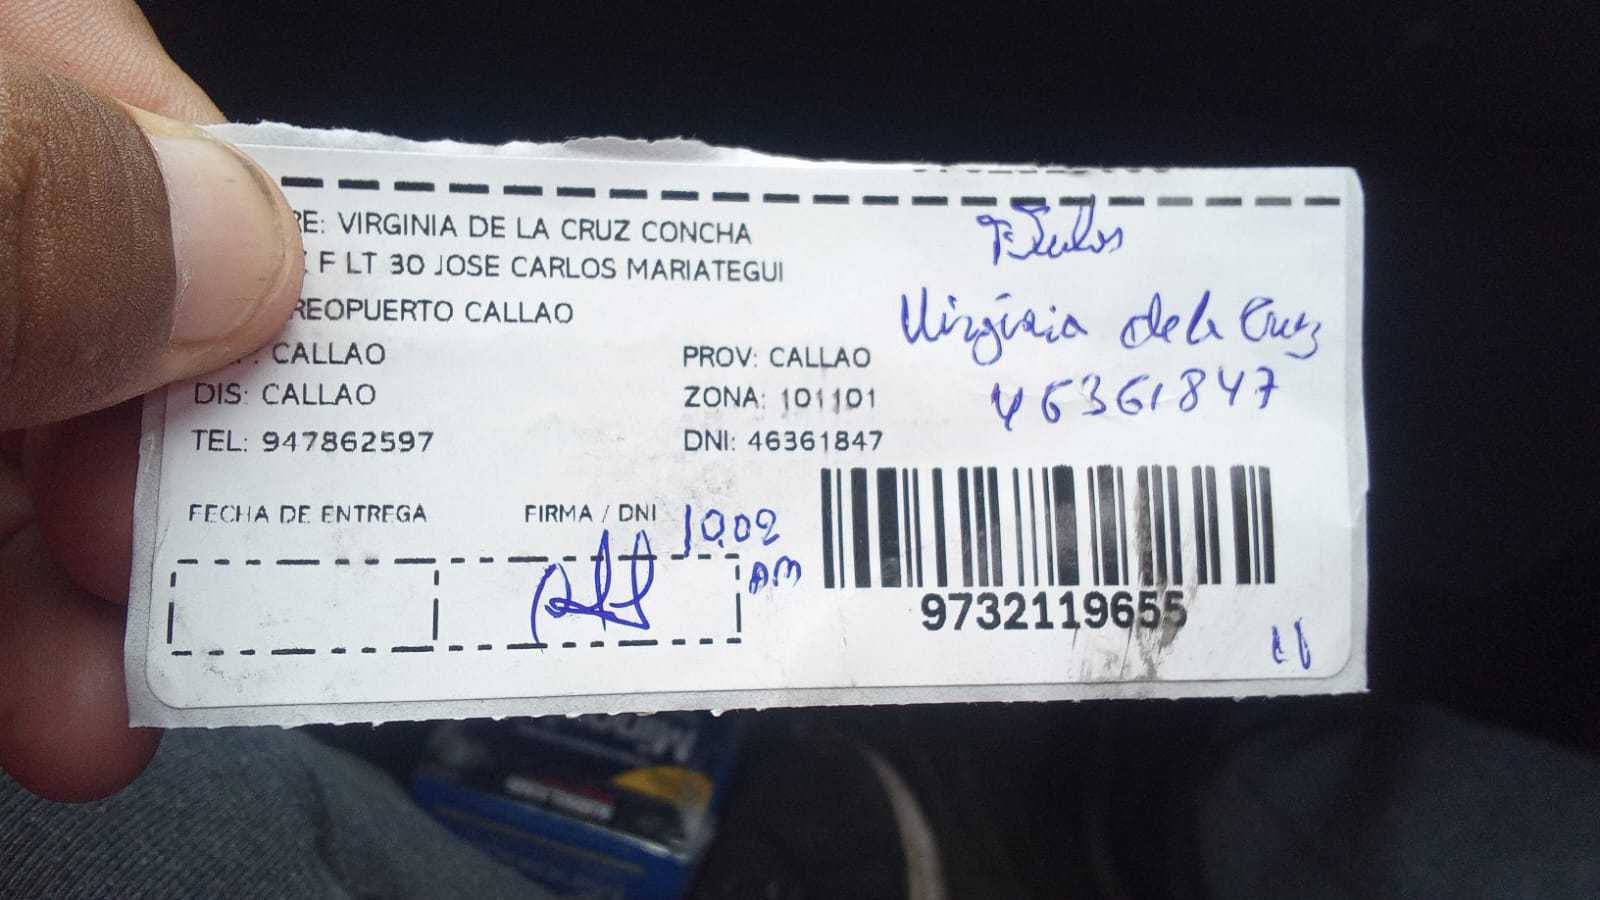 RE: VIRGINIA DE LA CRUZ CONCHA
F LT 30 JOSE CARLOS MARIATEGUI
REOPUERTO CALLAO
CALLAO
PROV: CALLAO
DIS: CALLAO
ZONA: 101101
TEL: 947862597
DNI: 46361847
Virginia de la Cruz
46361847
FECHA DE ENTREGA
FIRMA / DNI
10:02
AM
9732119655